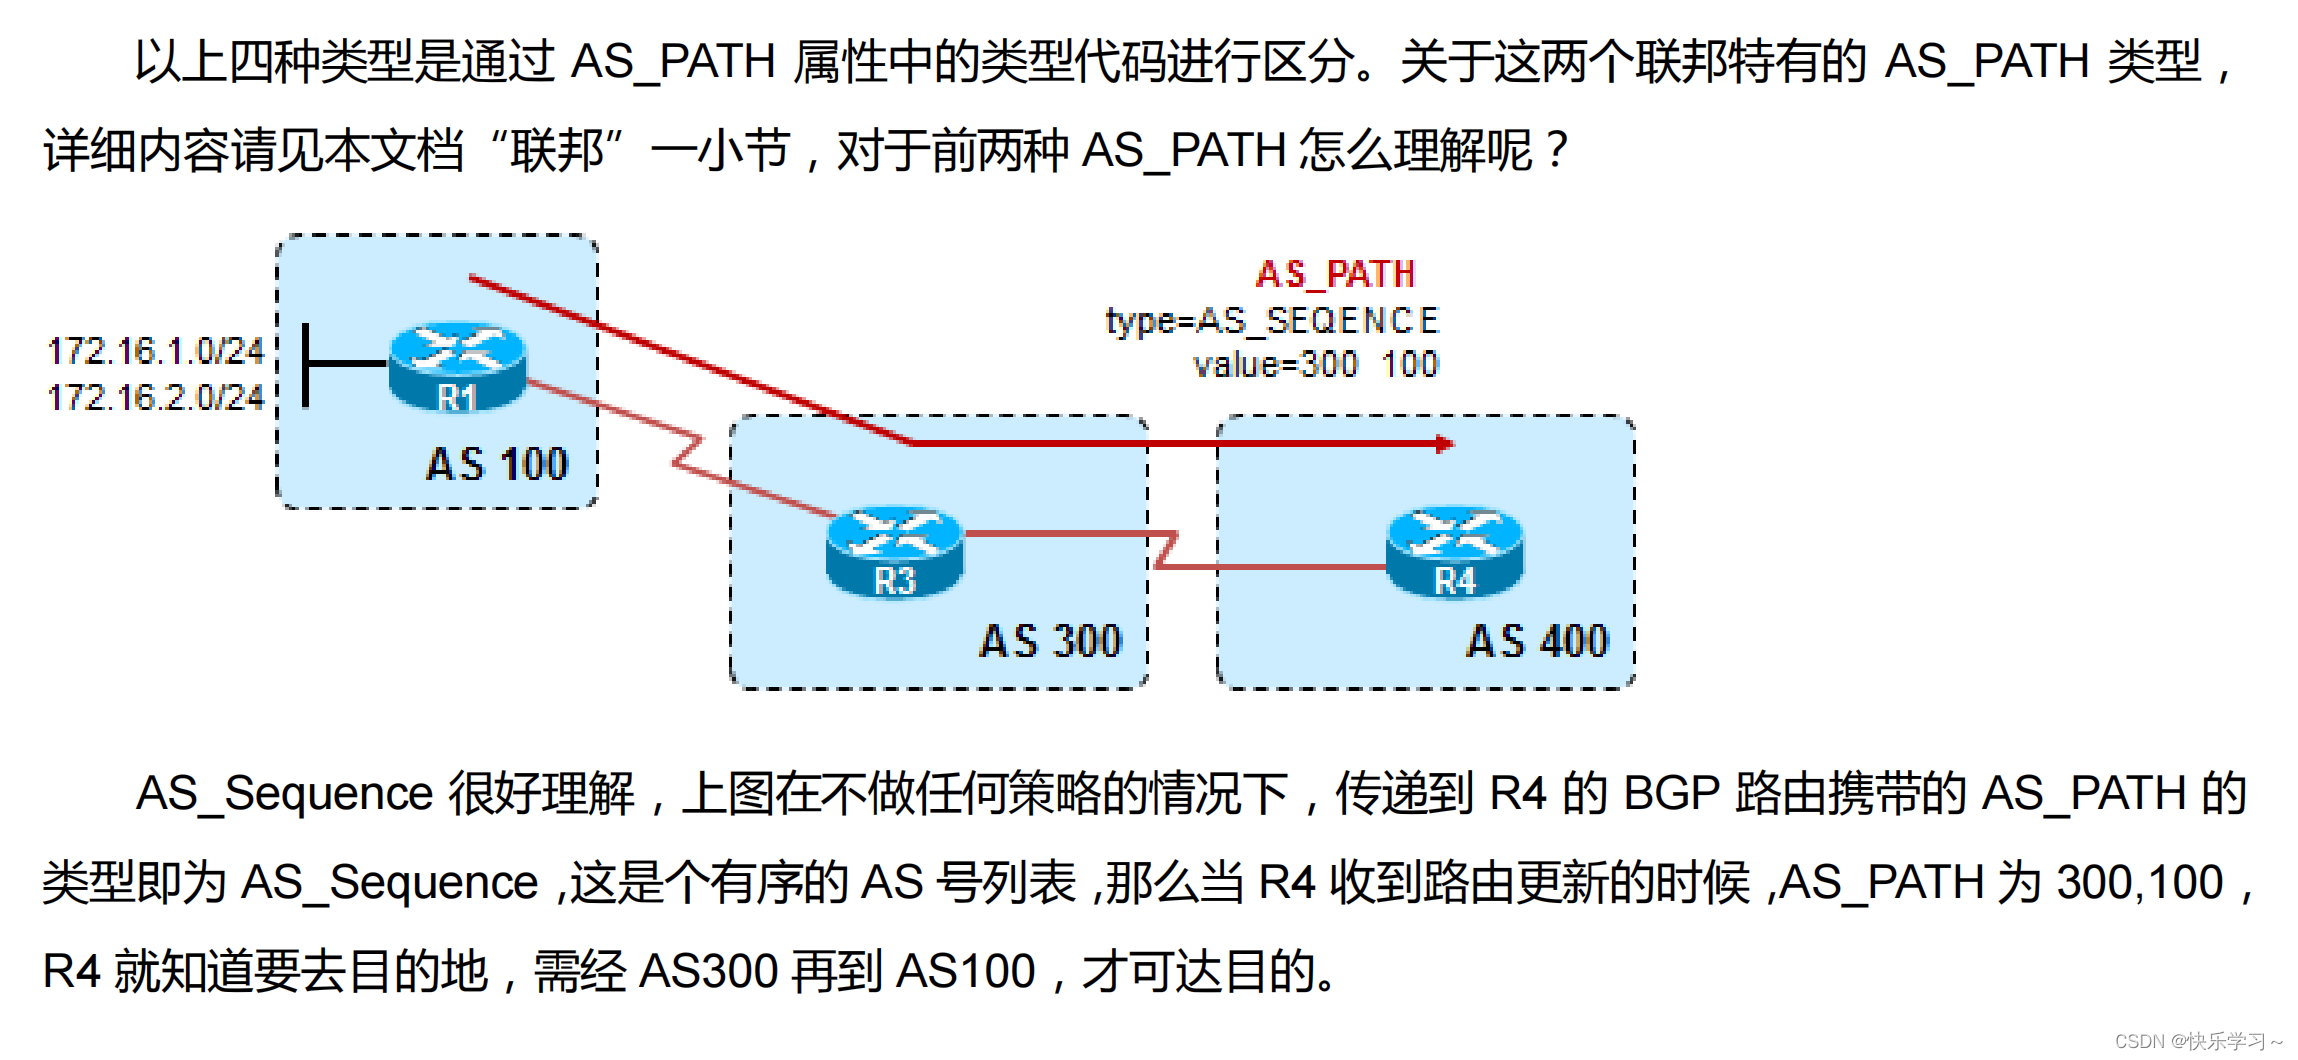 以上四种类型是通过 AS_PATH 属性中的类型代码进行区分。关于这两个联邦特有的 AS_PATH 类型，
详细内容请见本文档“联邦”一小节，对于前两种 AS_PATH 怎么理解呢？
AS_PATH
type=AS_SEQENCE
value=300 100
172.16.1.0/24
172.16.2.0/24
R1
AS 100
R3
AS 300
R4
AS 400
AS_Sequence 很好理解，上图在不做任何策略的情况下，传递到 R4 的 BGP 路由携带的 AS_PATH 的
类型即为 AS_Sequence ,这是个有序的 AS 号列表 ,那么当 R4 收到路由更新的时候 ,AS_PATH 为 300,100，
R4 就知道要去目的地，需经 AS300 再到 AS100，才可达目的。
CSDN @快乐学习～